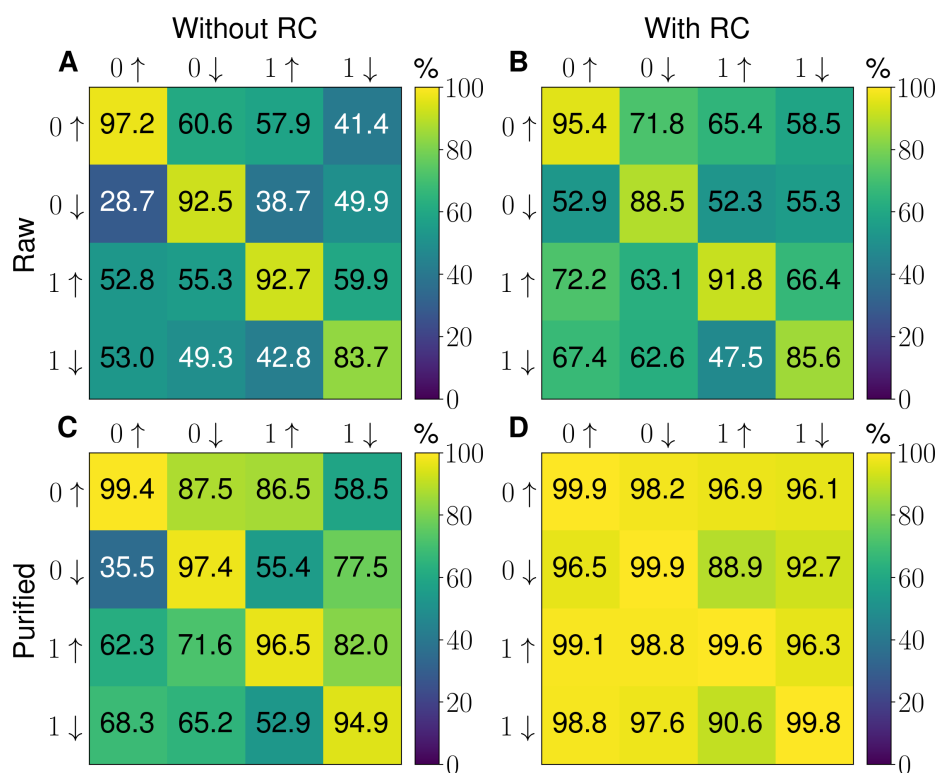 Without RC
With RC
A
0 ↑ 0 ↓ 1 ↑ 1 ↓ %
B
0 ↑ 0 ↓ 1 ↑ 1 ↓ %
Raw
0 ↑ 97.2 60.6 57.9 41.4
0 ↓ 28.7 92.5 38.7 49.9
1 ↑ 52.8 55.3 92.7 59.9
1 ↓ 53.0 49.3 42.8 83.7
100
80
60
40
20
0
0 ↑ 95.4 71.8 65.4 58.5
0 ↓ 52.9 88.5 52.3 55.3
1 ↑ 72.2 63.1 91.8 66.4
1 ↓ 67.4 62.6 47.5 85.6
100
80
60
40
20
0
C
0 ↑ 0 ↓ 1 ↑ 1 ↓ %
D
0 ↑ 0 ↓ 1 ↑ 1 ↓ %
Purified
0 ↑ 99.4 87.5 86.5 58.5
0 ↓ 35.5 97.4 55.4 77.5
1 ↑ 62.3 71.6 96.5 82.0
1 ↓ 68.3 65.2 52.9 94.9
100
80
60
40
20
0
0 ↑ 99.9 98.2 96.9 96.1
0 ↓ 96.5 99.9 88.9 92.7
1 ↑ 99.1 98.8 99.6 96.3
1 ↓ 98.8 97.6 90.6 99.8
100
80
60
40
20
0